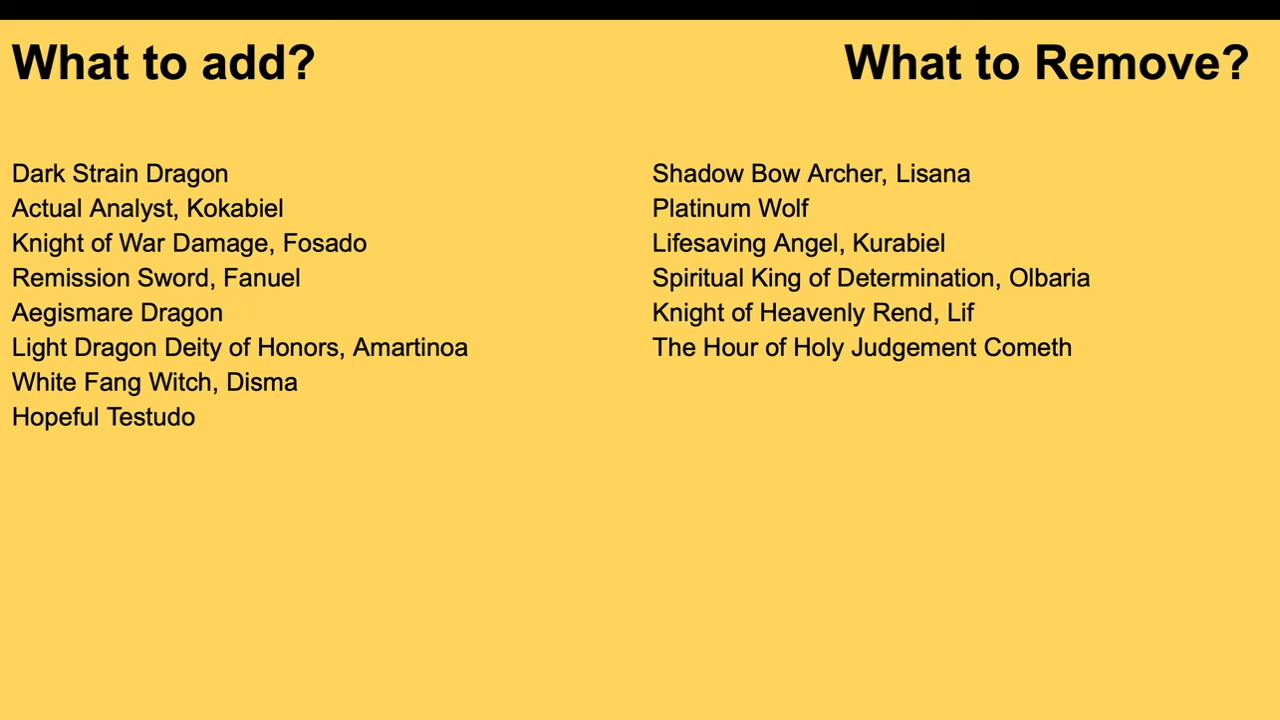 What to add?
What to Remove?
Dark Strain Dragon
Actual Analyst, Kokabiel
Knight of War Damage, Fosado
Remission Sword, Fanuel
Aegismare Dragon
Light Dragon Deity of Honors, Amartinoa
White Fang Witch, Disma
Hopeful Testudo
Shadow Bow Archer, Lisana
Platinum Wolf
Lifesaving Angel, Kurabiel
Spiritual King of Determination, Olbaria
Knight of Heavenly Rend, Lif
The Hour of Holy Judgement Cometh